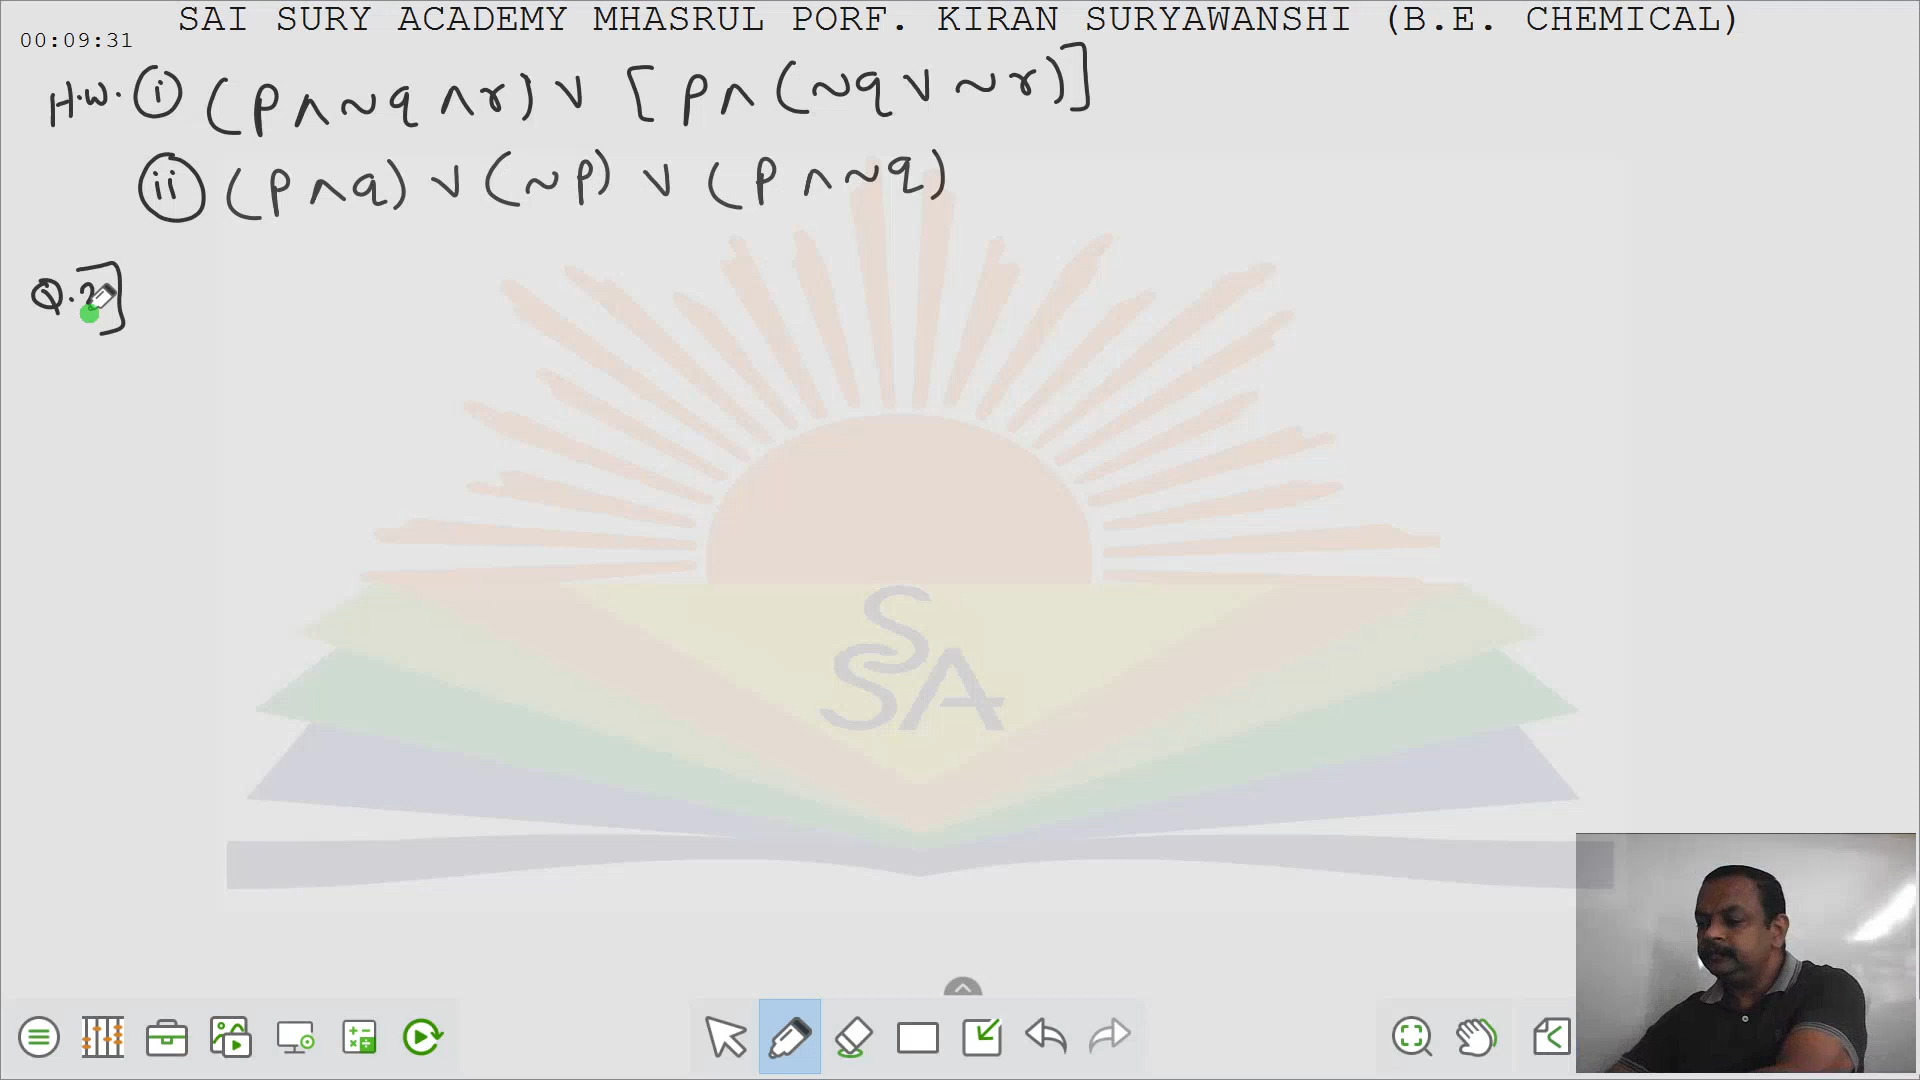 SAI SURY ACADEMY MHASRUL PORF. KIRAN SURYAWANSHI (B.E. CHEMICAL)
00:09:31
H.W. (i) (p ∧ ~q ∧ r) ∨ [p ∧ (~q ∨ ~r)]
(ii) (p ∧ q) ∨ (~p) ∨ (p ∧ ~q)
Q.2]
SSA